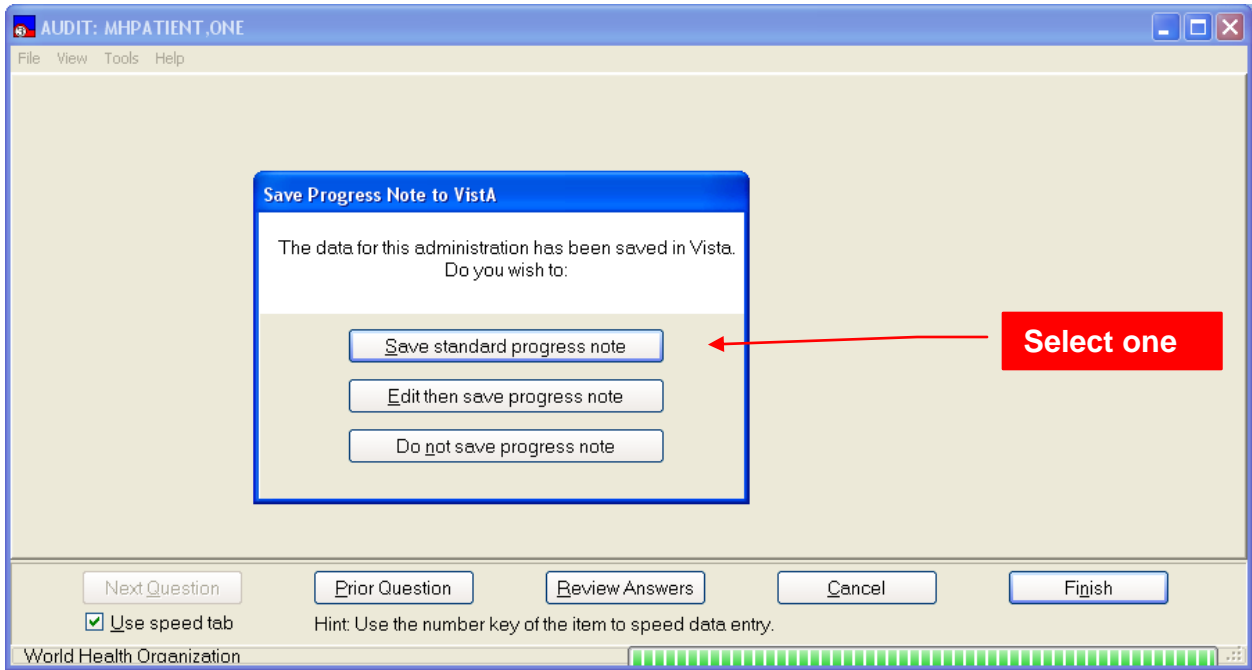 AUDIT: MHPATIENT,ONE
File View Tools Help
Save Progress Note to VistA
The data for this administration has been saved in Vista.
Do you wish to:
Save standard progress note
Select one
Edit then save progress note
Do not save progress note
Next Question Prior Question Review Answers Cancel Finish
Use speed tab Hint: Use the number key of the item to speed data entry.
World Health Organization